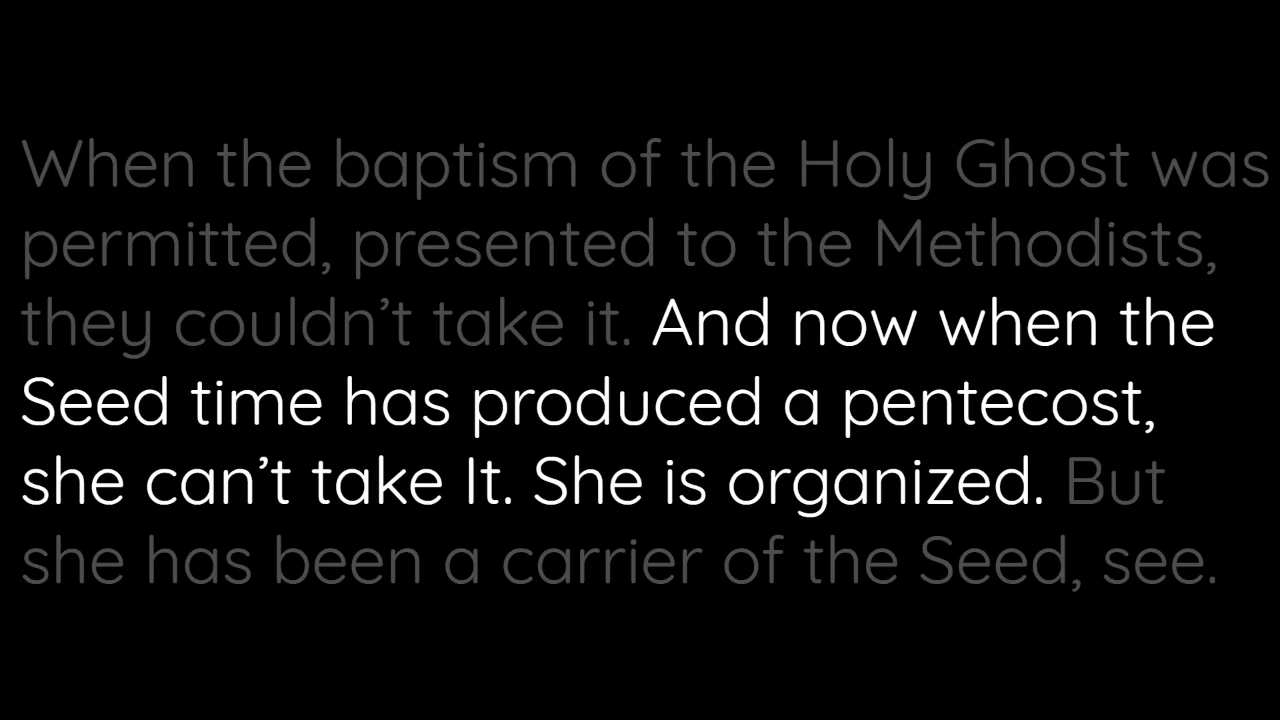 When the baptism of the Holy Ghost was
permitted, presented to the Methodists,
they couldn’t take it. And now when the
Seed time has produced a pentecost,
she can’t take It. She is organized. But
she has been a carrier of the Seed, see.